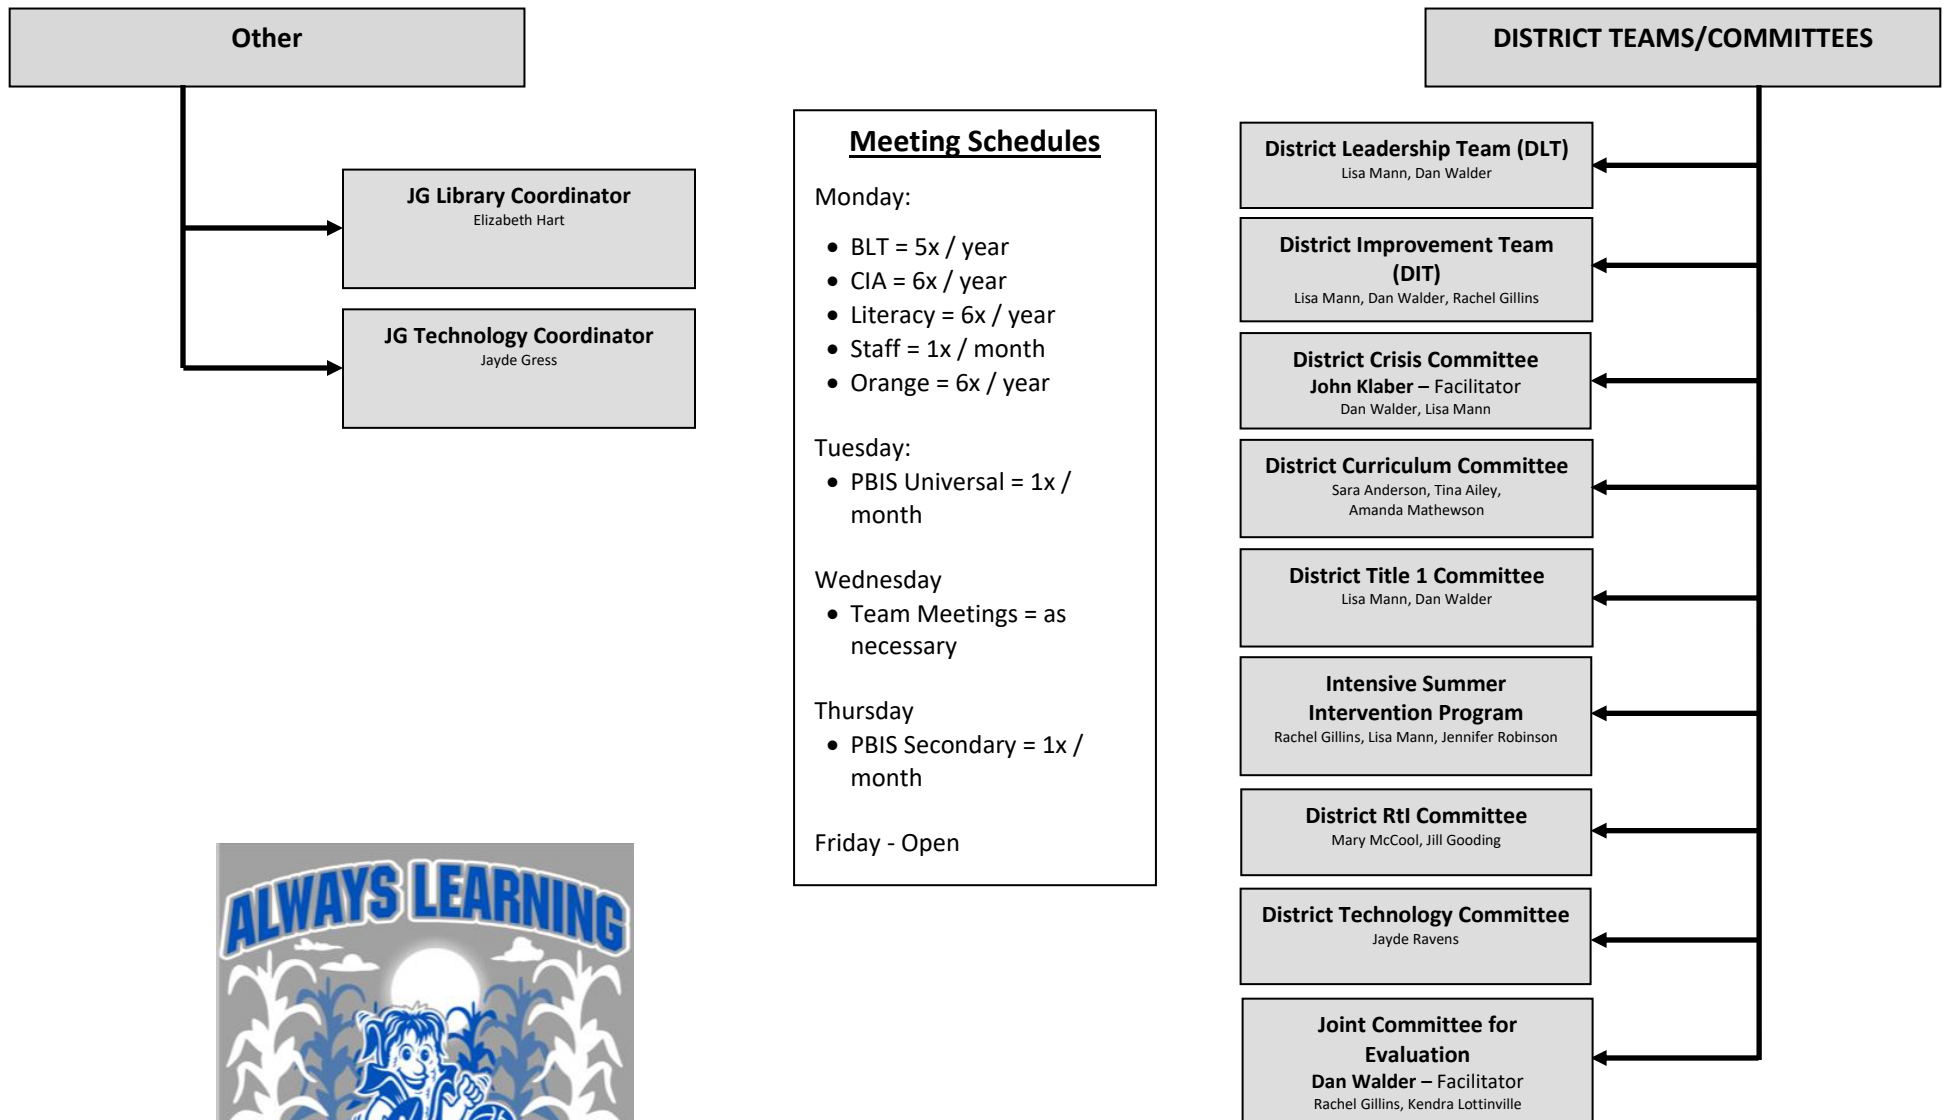 Other
JG Library Coordinator
Elizabeth Hart
JG Technology Coordinator
Jayde Gress
ALWAYS LEARNING
Meeting Schedules
Monday:
• BLT = 5x / year
• CIA = 6x / year
• Literacy = 6x / year
• Staff = 1x / month
• Orange = 6x / year
Tuesday:
• PBIS Universal = 1x /
month
Wednesday
• Team Meetings = as
necessary
Thursday
• PBIS Secondary = 1x /
month
Friday - Open
DISTRICT TEAMS/COMMITTEES
District Leadership Team (DLT)
Lisa Mann, Dan Walder
District Improvement Team
(DIT)
Lisa Mann, Dan Walder, Rachel Gillins
District Crisis Committee
John Klaber – Facilitator
Dan Walder, Lisa Mann
District Curriculum Committee
Sara Anderson, Tina Ailey,
Amanda Mathewson
District Title 1 Committee
Lisa Mann, Dan Walder
Intensive Summer
Intervention Program
Rachel Gillins, Lisa Mann, Jennifer Robinson
District RtI Committee
Mary McCool, Jill Gooding
District Technology Committee
Jayde Ravens
Joint Committee for
Evaluation
Dan Walder – Facilitator
Rachel Gillins, Kendra Lottinville